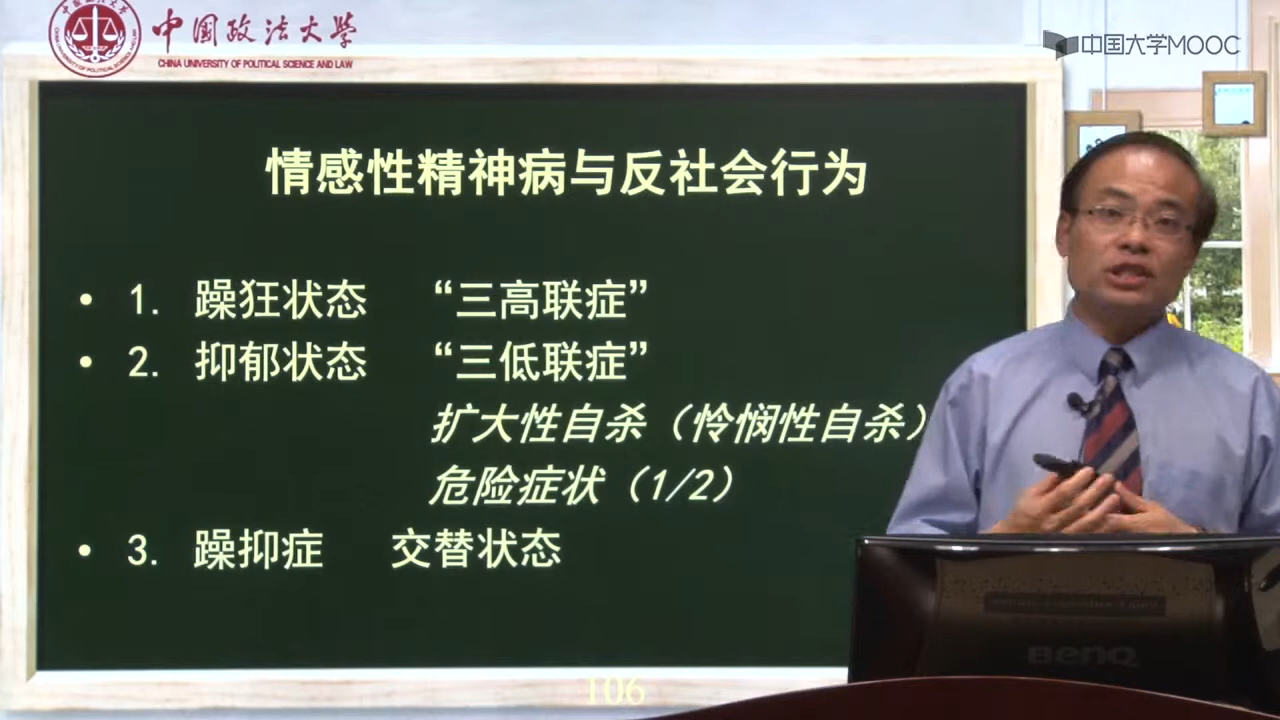 中国政法大学
CHINA UNIVERSITY OF POLITICAL SCIENCE AND LAW
中国大学MOOC
情感性精神病与反社会行为
• 1. 躁狂状态 “三高联症”
• 2. 抑郁状态 “三低联症”
扩大性自杀（怜悯性自杀）
危险症状（1/2）
• 3. 躁抑症 交替状态
BenQ
106